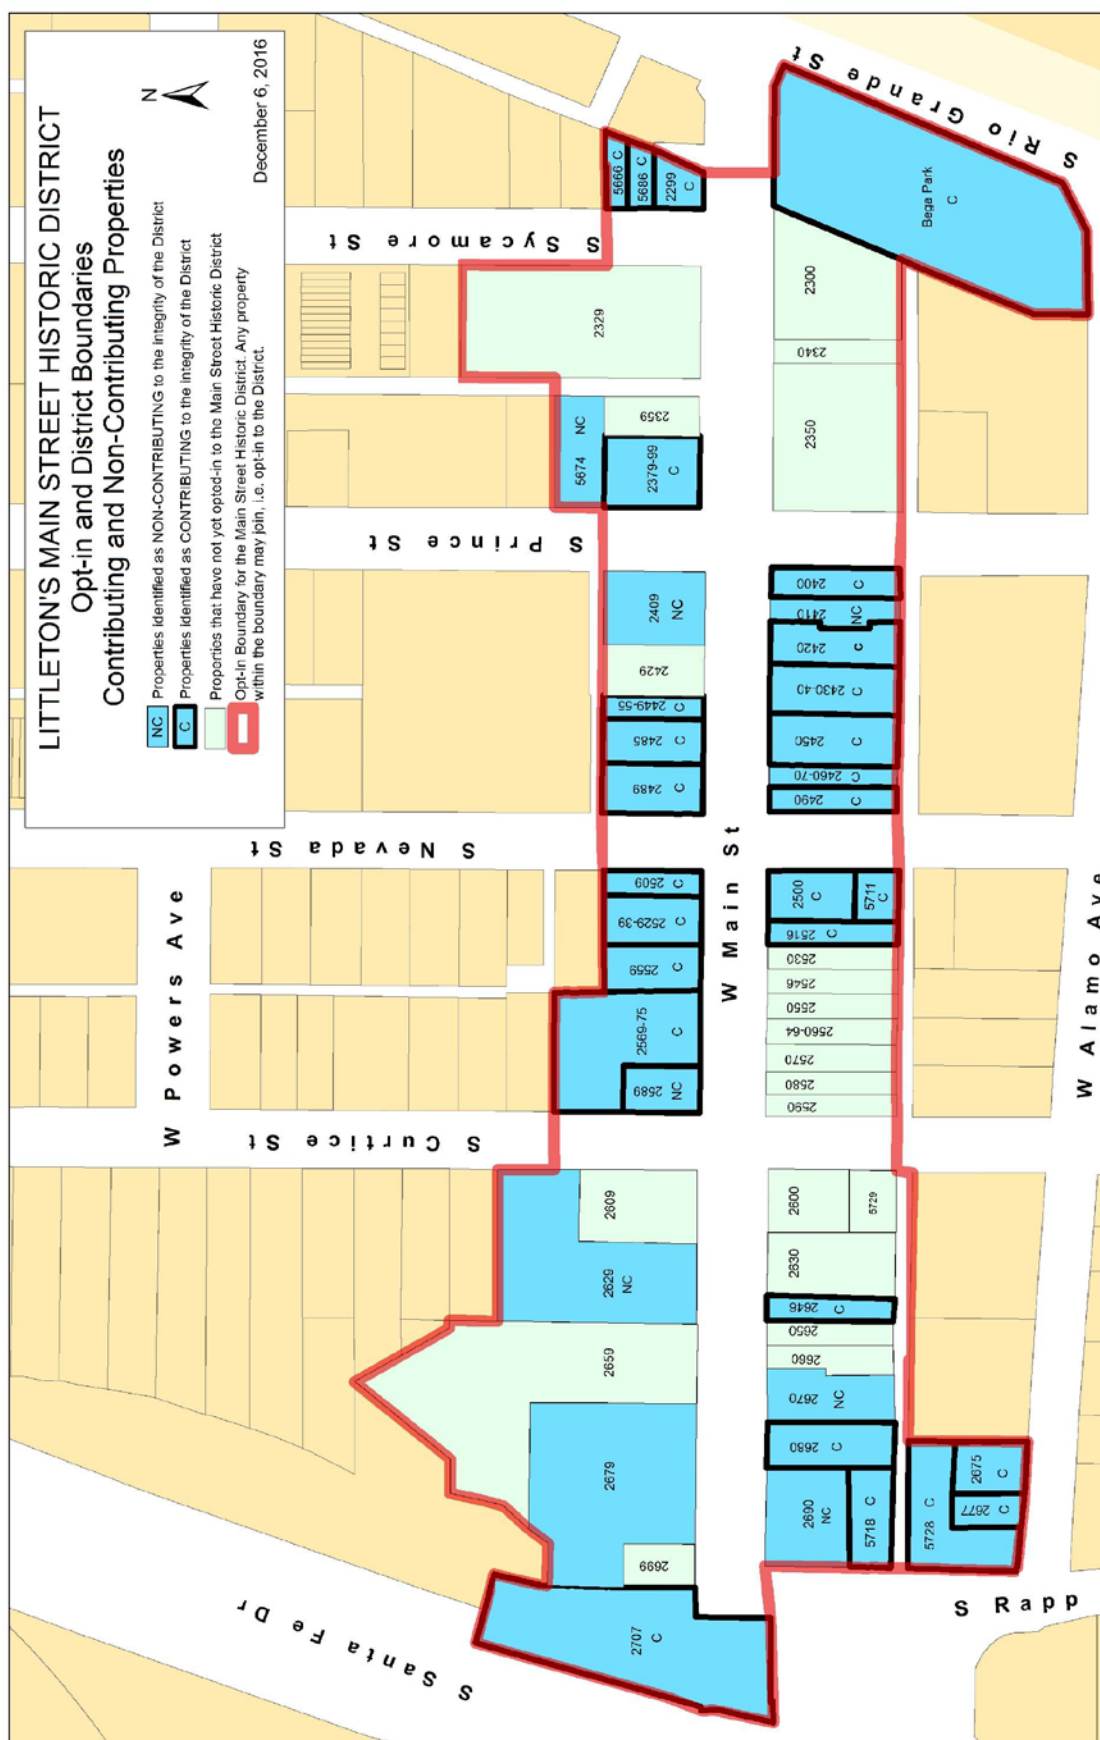 LITTLETON'S MAIN STREET HISTORIC DISTRICT
Opt-in and District Boundaries
Contributing and Non-Contributing Properties
N
NC Properties identified as NON-CONTRIBUTING to the integrity of the District
C Properties identified as CONTRIBUTING to the integrity of the District
Properties that have not yet opted-in to the Main Street Historic District
Opt-In Boundary for the Main Street Historic District. Any property
within the boundary may join, i.e. opt-in to the District.
December 6, 2016
S Santa Fe Dr
W Powers Ave
S Curtice St
S Nevada St
S Prince St
S Sycamore St
S Rio Grande St
W Main St
W Alamo Ave
S Rapp
2707
C
2699
2679
2659
2629
NC
2609
2589
NC
2569-75
C
2559
C
2529-39
C
2509
C
2489
C
2485
C
2449-55
C
2429
2409
NC
5674 NC
2379-99
C
2359
2329
5666 C
5686 C
2299
C
2690
NC
5718 C
2680
C
2670
NC
2660
2650
2646
C
2630
2600
5729
5728 C
2677
C
2675
C
2590
2580
2570
2560-64
2550
2546
2530
2516
C
2500
C
5711
C
2490
C
2460-70
C
2450
C
2430-40
C
2420
C
2410
NC
2400
C
2350
2340
2300
Bega Park
C